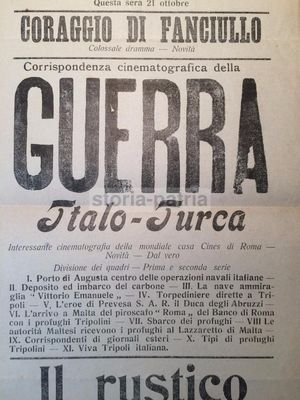 Questa sera 21 ottobre
CORAGGIO DI FANCIULLO
Colossale dramma — Novità
Corrispondenza cinematografica della
GUERRA
storia-patria
Italo-Turca
Interessante cinematografia della mondiale casa Cines di Roma —
Novità — Dal vero
Divisione dei quadri — Prima e seconda serie
I. Porto di Augusta centro delle operazioni navali italiane —
II. Deposito ed imbarco del carbone — III. La nave ammira-
glia „ Vittorio Emanuele „ — IV. Torpediniere dirette a Tri-
poli — V. L'eroe di Prevesa S. A. R. il Duca degli Abruzzi —
VI. L'arrivo a Malta del piroscafo "Roma„ del Banco di Roma
con i profughi Tripolini — VII. Sbarco dei profughi — VIII Le
autorità Maltesi ricevono i profughi al Lazzaretto di Malta —
IX. Corrispondenti di giornali esteri — X. Tipi di profughi
Tripolini — XI. Viva Tripoli italiana.
Il rustico